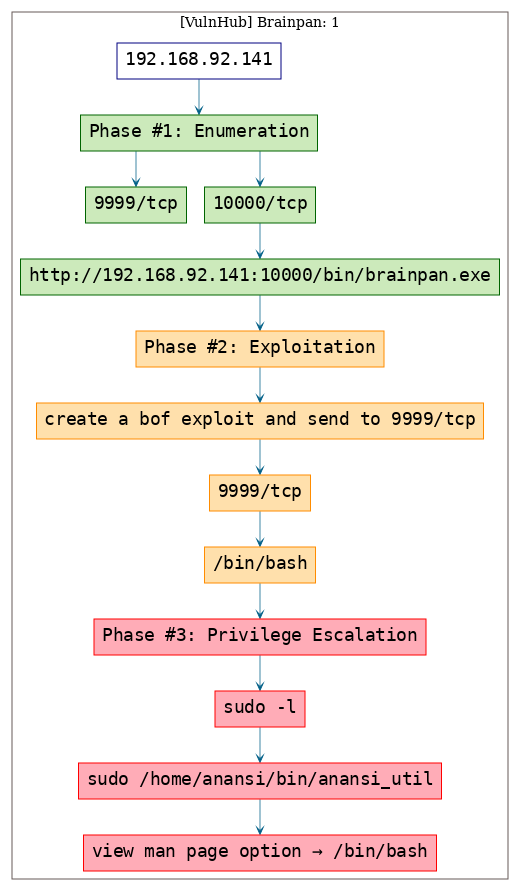 [VulnHub] Brainpan: 1
192.168.92.141
Phase #1: Enumeration
9999/tcp
10000/tcp
http://192.168.92.141:10000/bin/brainpan.exe
Phase #2: Exploitation
create a bof exploit and send to 9999/tcp
9999/tcp
/bin/bash
Phase #3: Privilege Escalation
sudo -l
sudo /home/anansi/bin/anansi_util
view man page option → /bin/bash